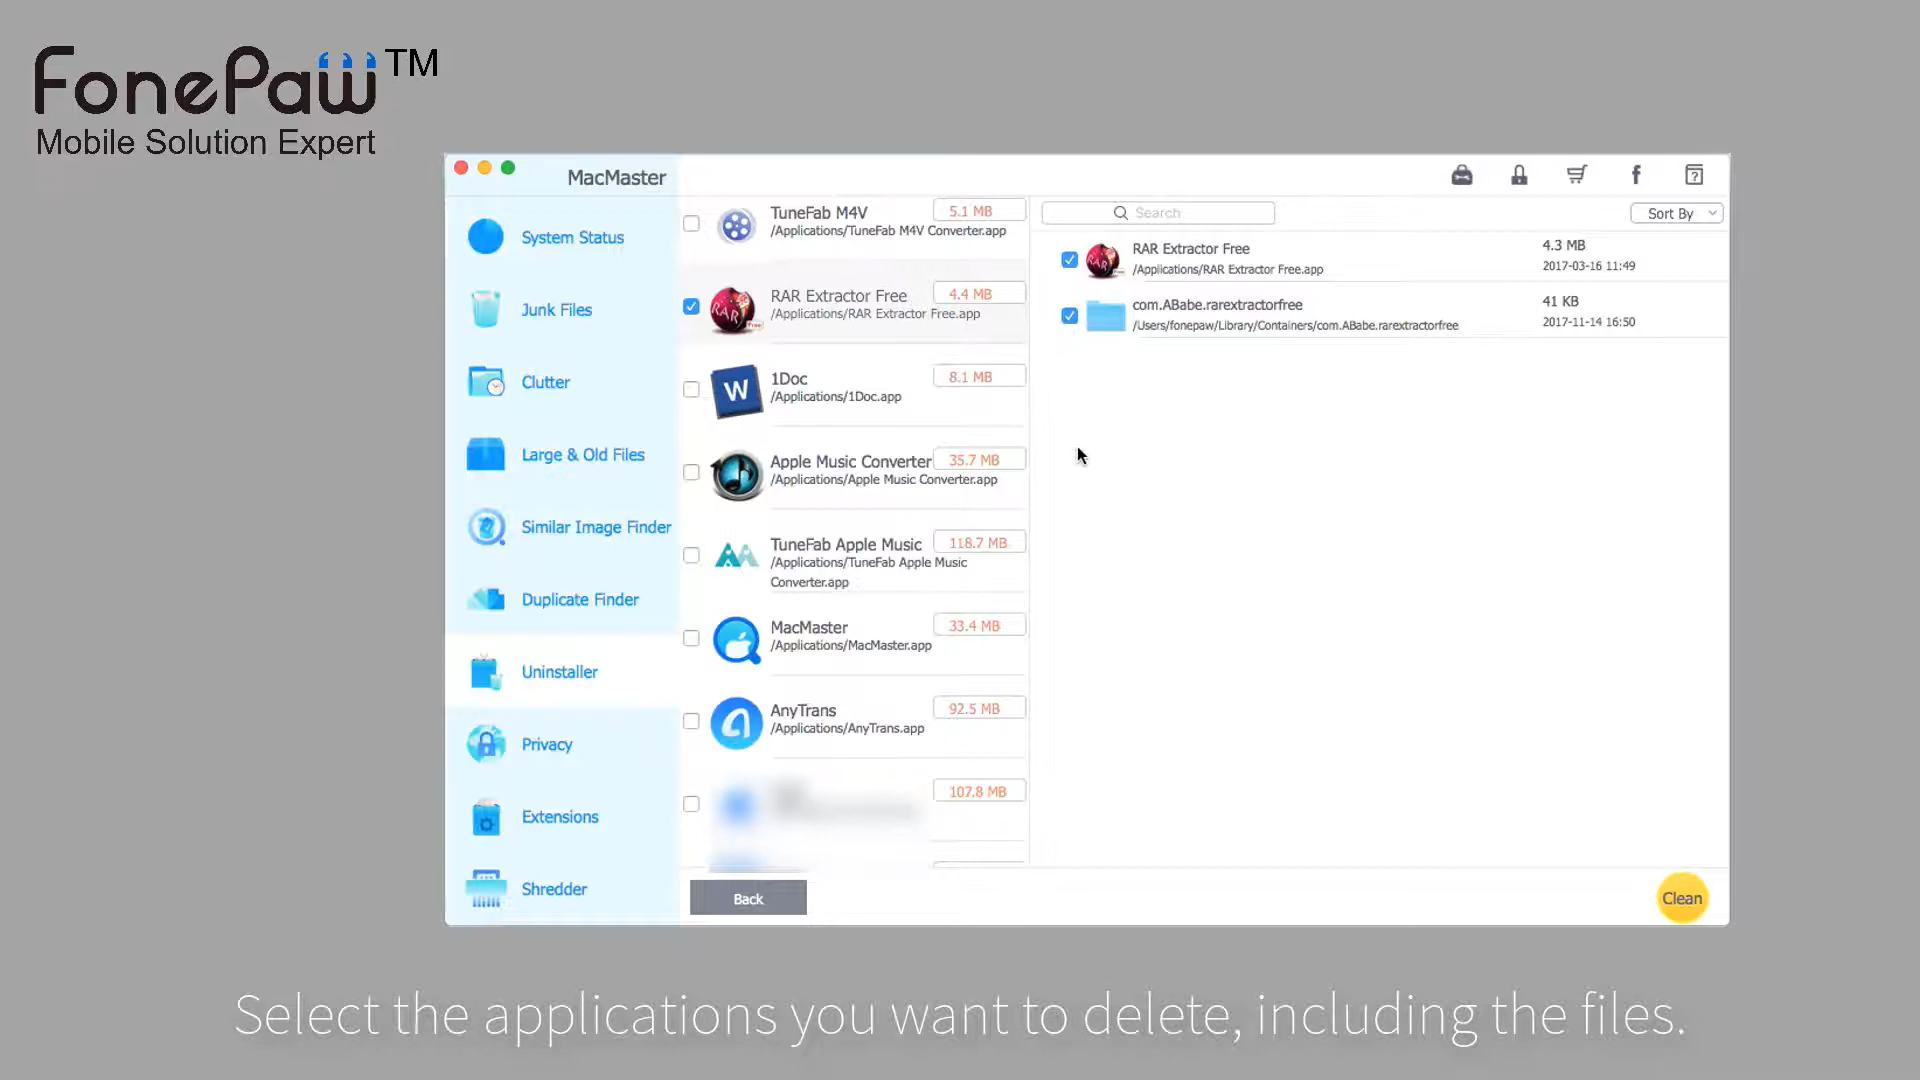 FonePaw™
Mobile Solution Expert
MacMaster
System Status
Junk Files
Clutter
Large & Old Files
Similar Image Finder
Duplicate Finder
Uninstaller
Privacy
Extensions
Shredder
TuneFab M4V
5.1 MB
/Applications/TuneFab M4V Converter.app
RAR Extractor Free
4.4 MB
/Applications/RAR Extractor Free.app
1Doc
8.1 MB
/Applications/1Doc.app
Apple Music Converter
35.7 MB
/Applications/Apple Music Converter.app
TuneFab Apple Music
118.7 MB
/Applications/TuneFab Apple Music
Converter.app
MacMaster
33.4 MB
/Applications/MacMaster.app
AnyTrans
92.5 MB
/Applications/AnyTrans.app
107.8 MB
Back
Search
Sort By
RAR Extractor Free
4.3 MB
/Applications/RAR Extractor Free.app
2017-03-16 11:49
com.ABabe.rarextractorfree
41 KB
/Users/fonepaw/Library/Containers/com.ABabe.rarextractorfree
2017-11-14 16:50
Clean
Select the applications you want to delete, including the files.